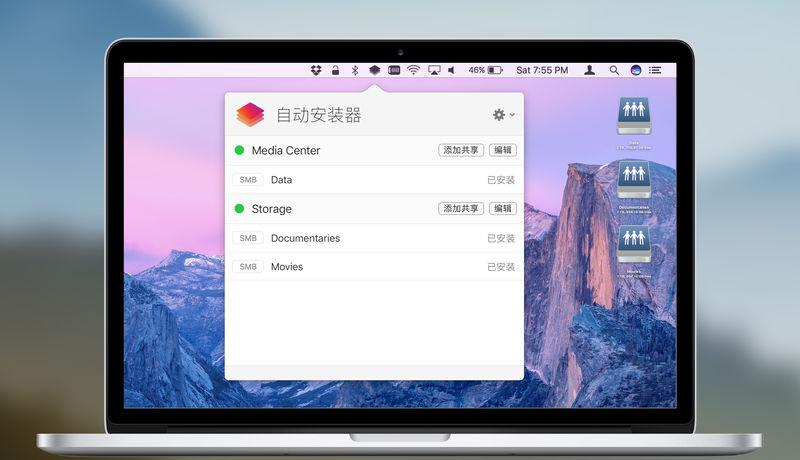 46%
Sat 7:55 PM
自动安装器
Media Center
添加共享
编辑
SMB
Data
已安装
Storage
添加共享
编辑
SMB
Documentaries
已安装
SMB
Movies
已安装
Data
Documentaries
Movies